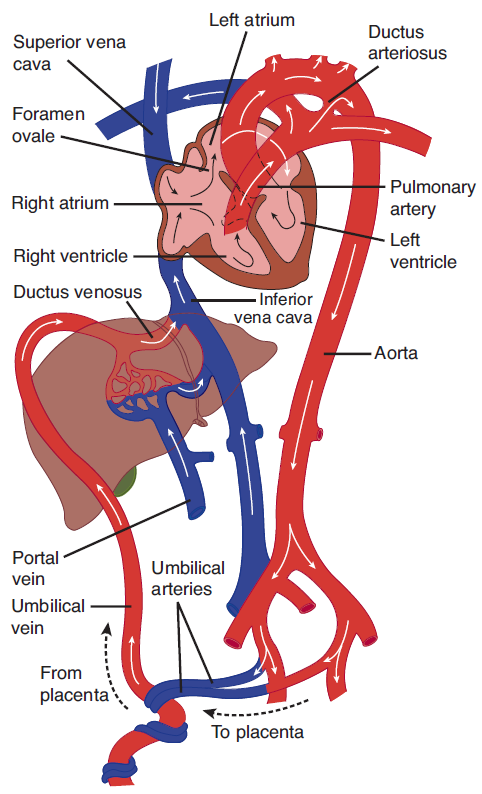 Left atrium
Superior vena
cava
Ductus
arteriosus
Foramen
ovale
Right atrium
Pulmonary
artery
Right ventricle
Left
ventricle
Ductus venosus
Inferior
vena cava
Aorta
Portal
vein
Umbilical
arteries
Umbilical
vein
From
placenta
To placenta